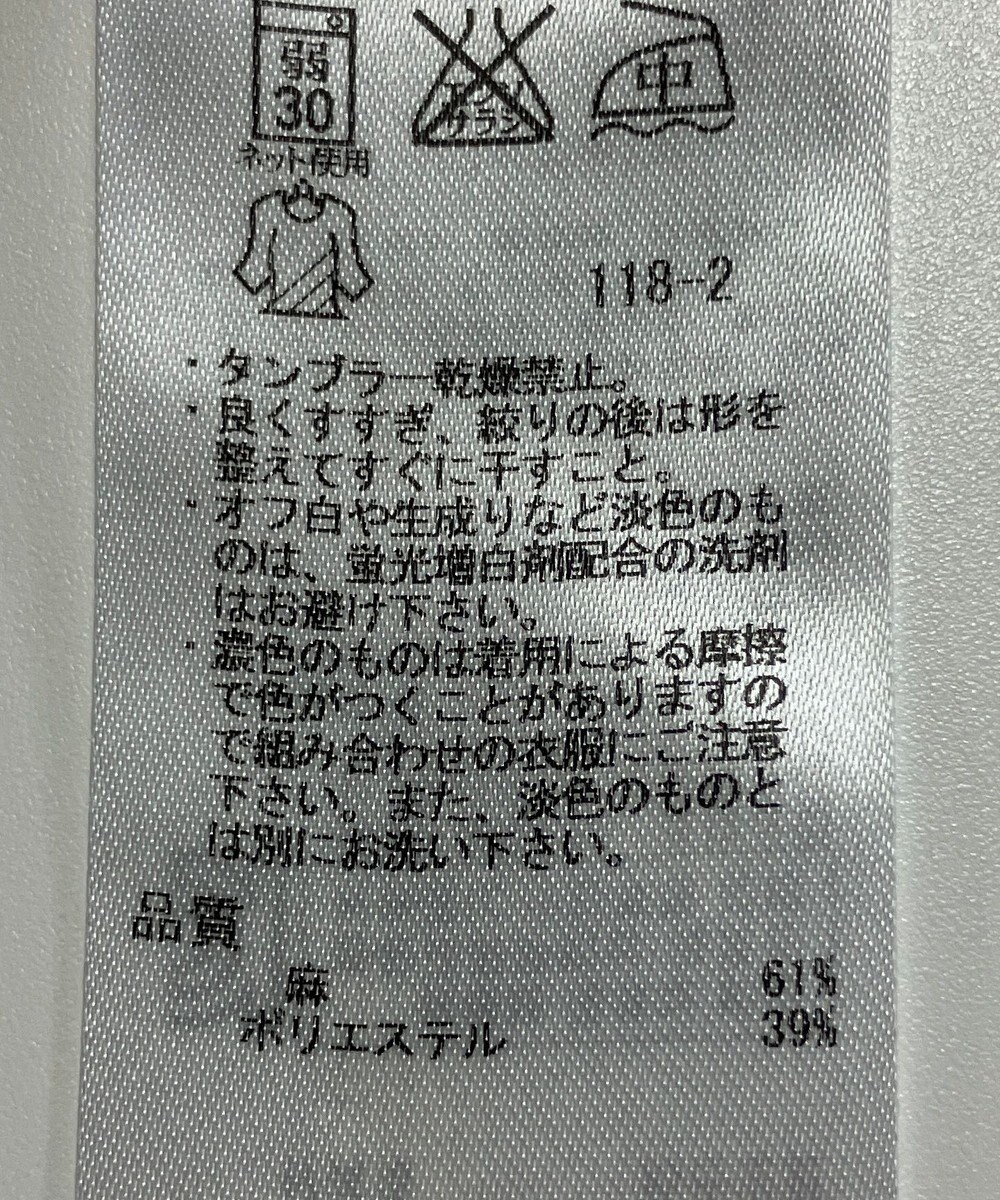 弱
30
ネット使用
エンソ
サラシ
中
118-2
・タンブラー乾燥禁止。
・良くすすぎ、絞りの後は形を
整えてすぐに干すこと。
・オフ白や生成りなど淡色のも
のは、蛍光増白剤配合の洗剤
はお避け下さい。
・濃色のものは着用による摩擦
で色がつくことがありますの
で組み合わせの衣服にご注意
下さい。また、淡色のものと
は別にお洗い下さい。
品質
麻 61%
ポリエステル 39%